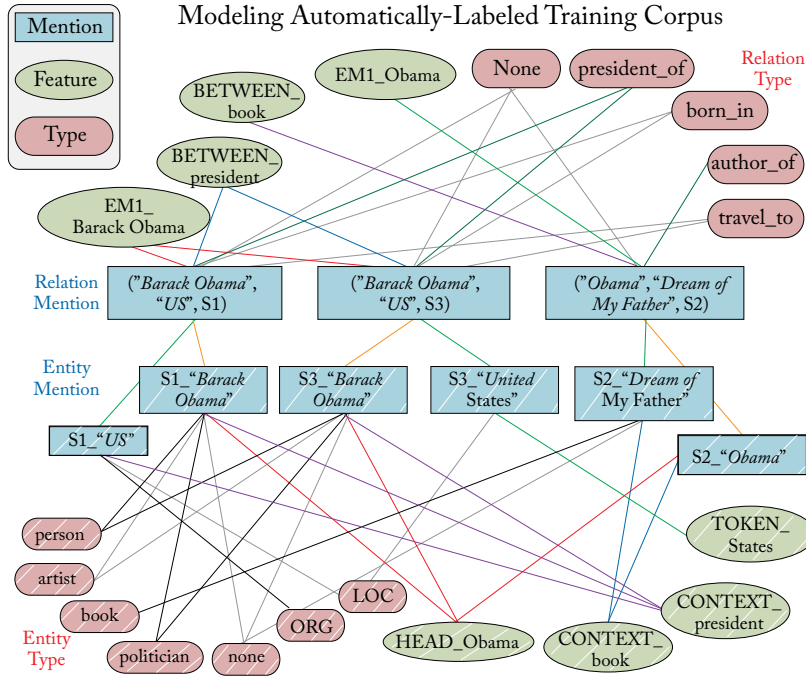 Modeling Automatically-Labeled Training Corpus
Mention
Feature
Type
BETWEEN_
book
EM1_Obama
None
president_of
Relation
Type
born_in
BETWEEN_
president
author_of
EM1_
Barack Obama
travel_to
Relation
Mention
("Barack Obama",
"US", S1)
("Barack Obama",
"US", S3)
("Obama", "Dream of
My Father", S2)
Entity
Mention
S1_"Barack
Obama"
S3_"Barack
Obama"
S3_"United
States"
S2_"Dream of
My Father"
S1_"US"
S2_"Obama"
person
artist
book
politician
none
ORG
LOC
Entity
Type
HEAD_Obama
CONTEXT_
book
CONTEXT_
president
TOKEN_
States